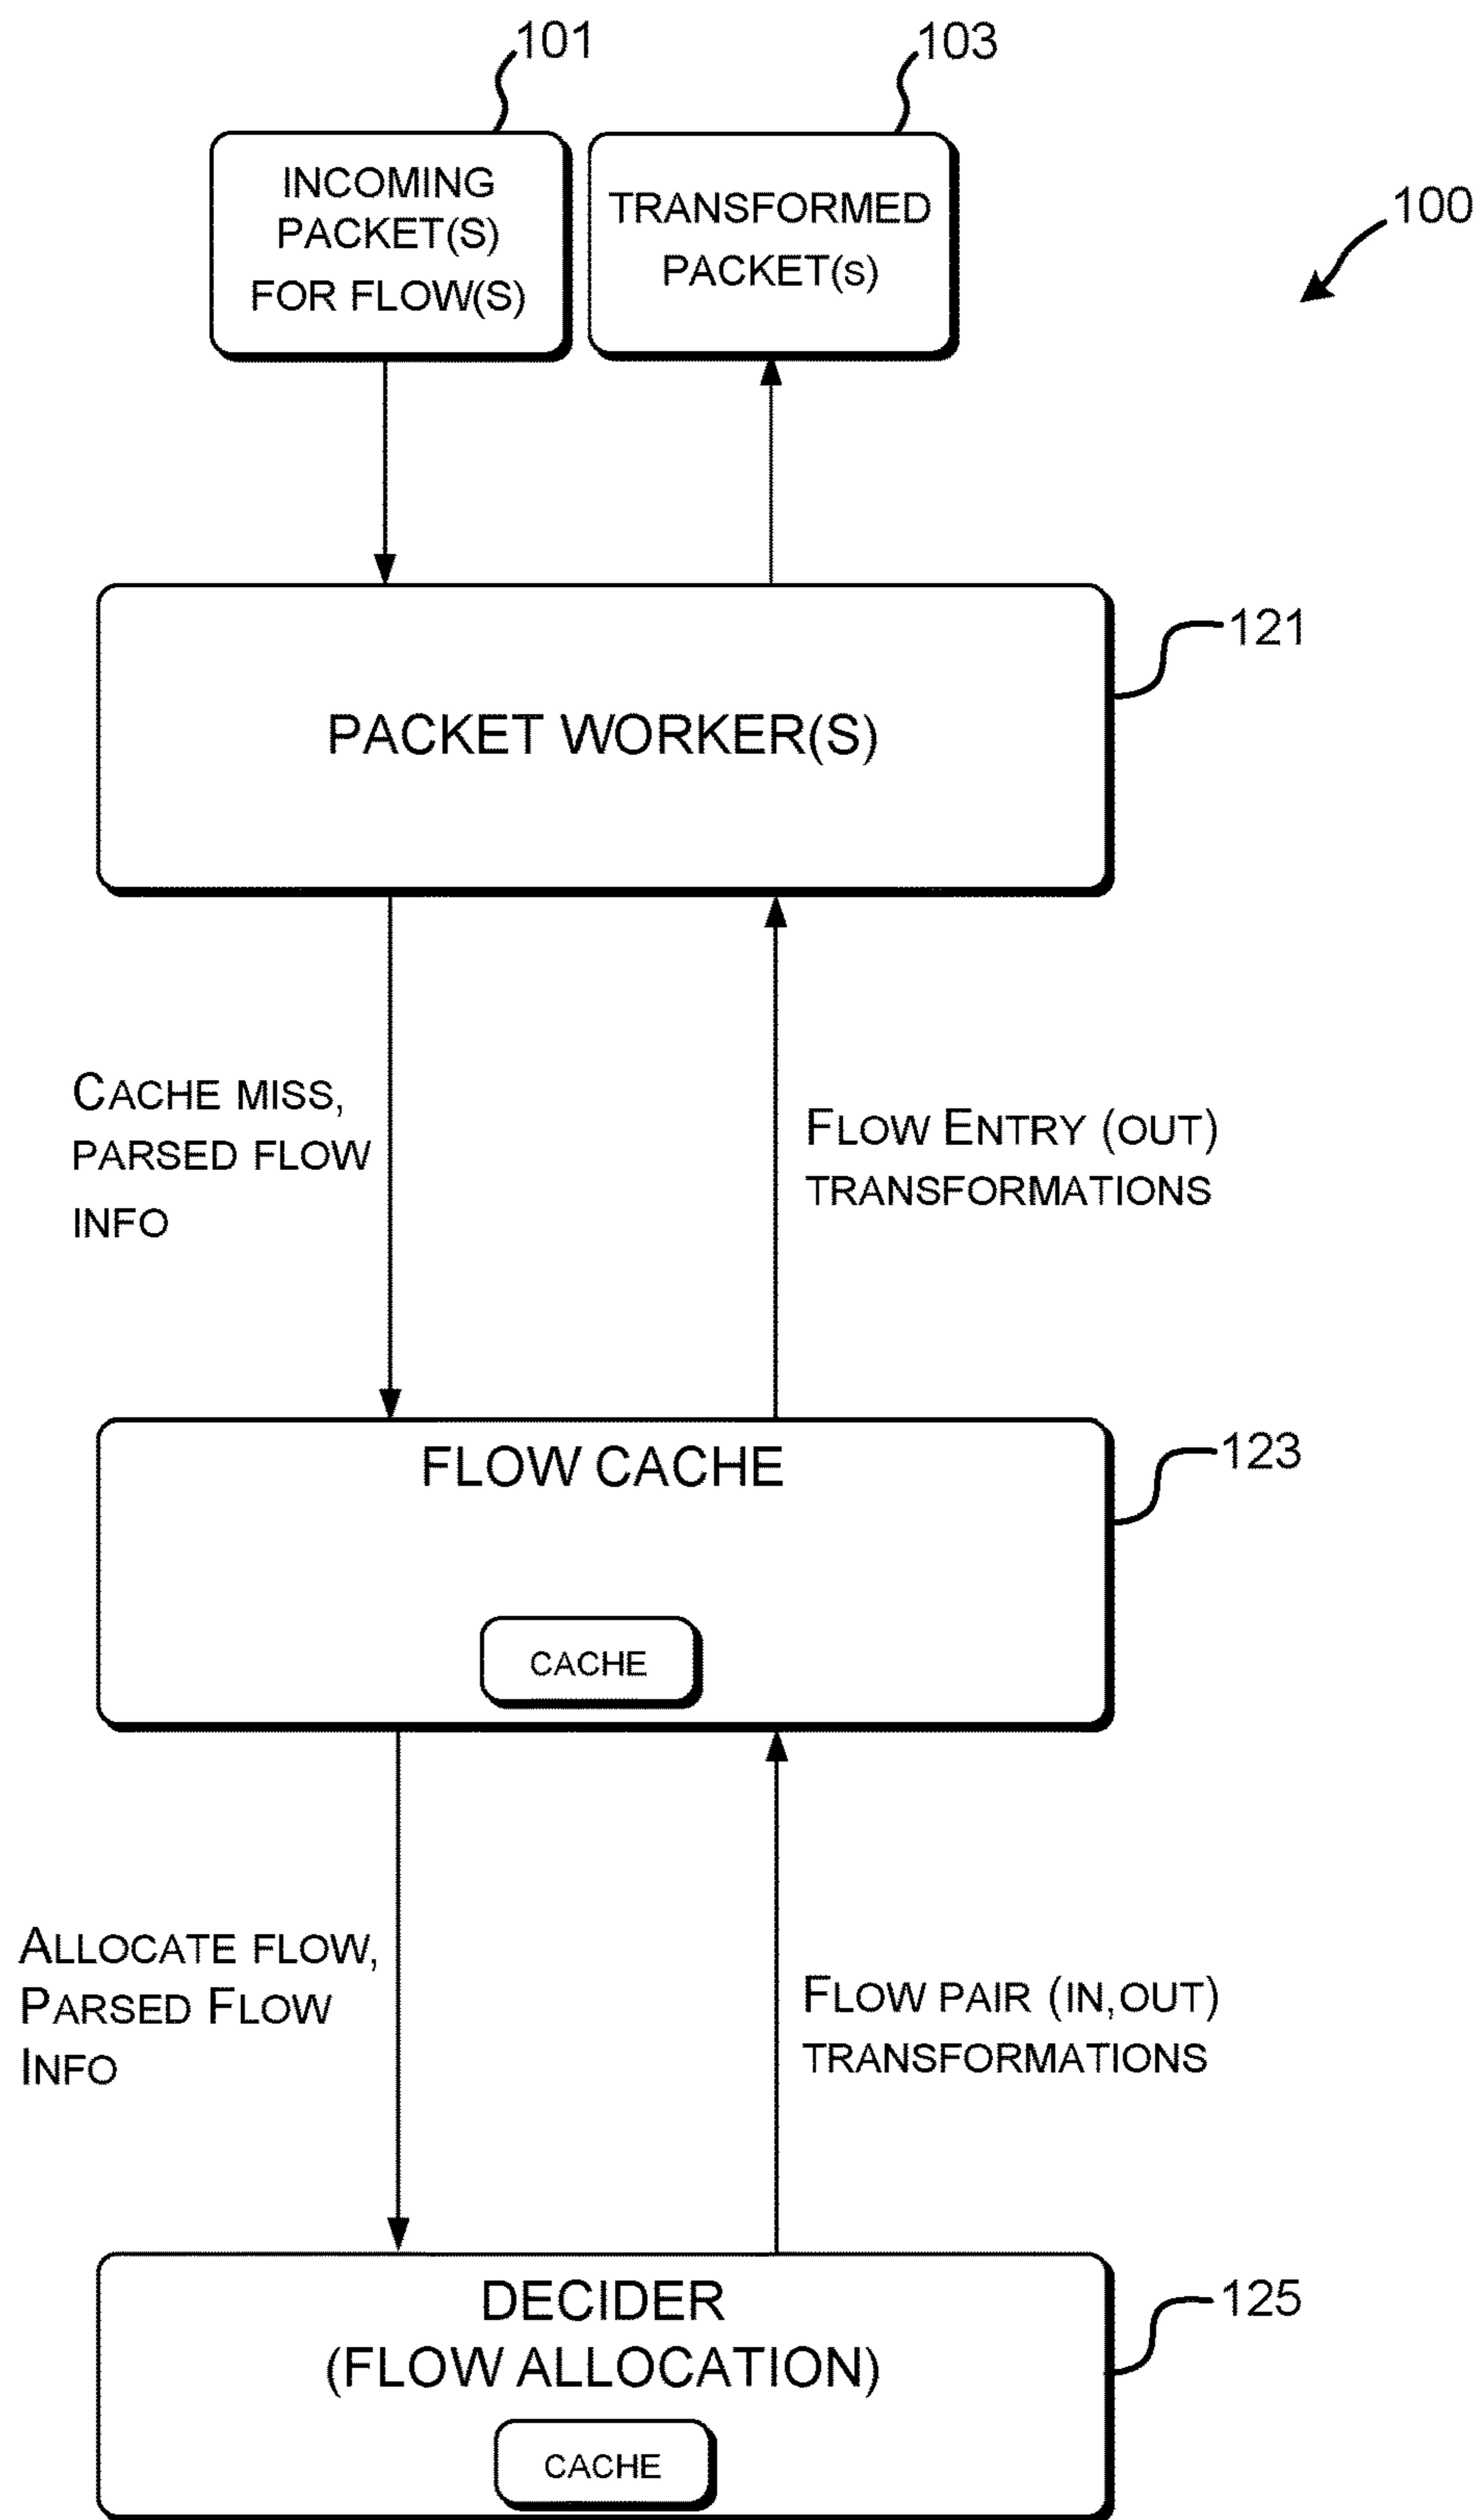 101
103
INCOMING
PACKET(S)
FOR FLOW(S)
TRANSFORMED
PACKET(s)
100
PACKET WORKER(S)
121
CACHE MISS,
PARSED FLOW
INFO
FLOW ENTRY (OUT)
TRANSFORMATIONS
FLOW CACHE
123
CACHE
ALLOCATE FLOW,
PARSED FLOW
INFO
FLOW PAIR (IN,OUT)
TRANSFORMATIONS
DECIDER
(FLOW ALLOCATION)
125
CACHE